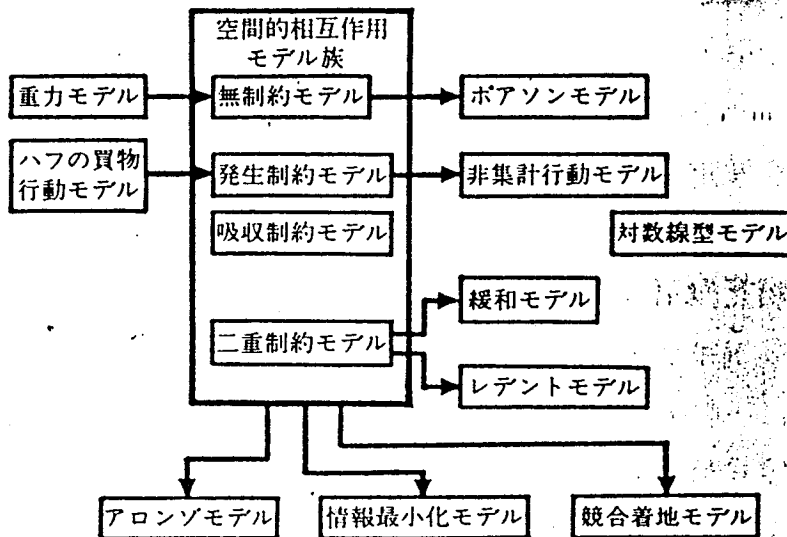 空間的相互作用
モデル族
重力モデル
無制約モデル
ポアソンモデル
ハフの買物
行動モデル
発生制約モデル
非集計行動モデル
吸収制約モデル
対数線型モデル
緩和モデル
二重制約モデル
レデントモデル
アロンゾモデル
情報最小化モデル
競合着地モデル